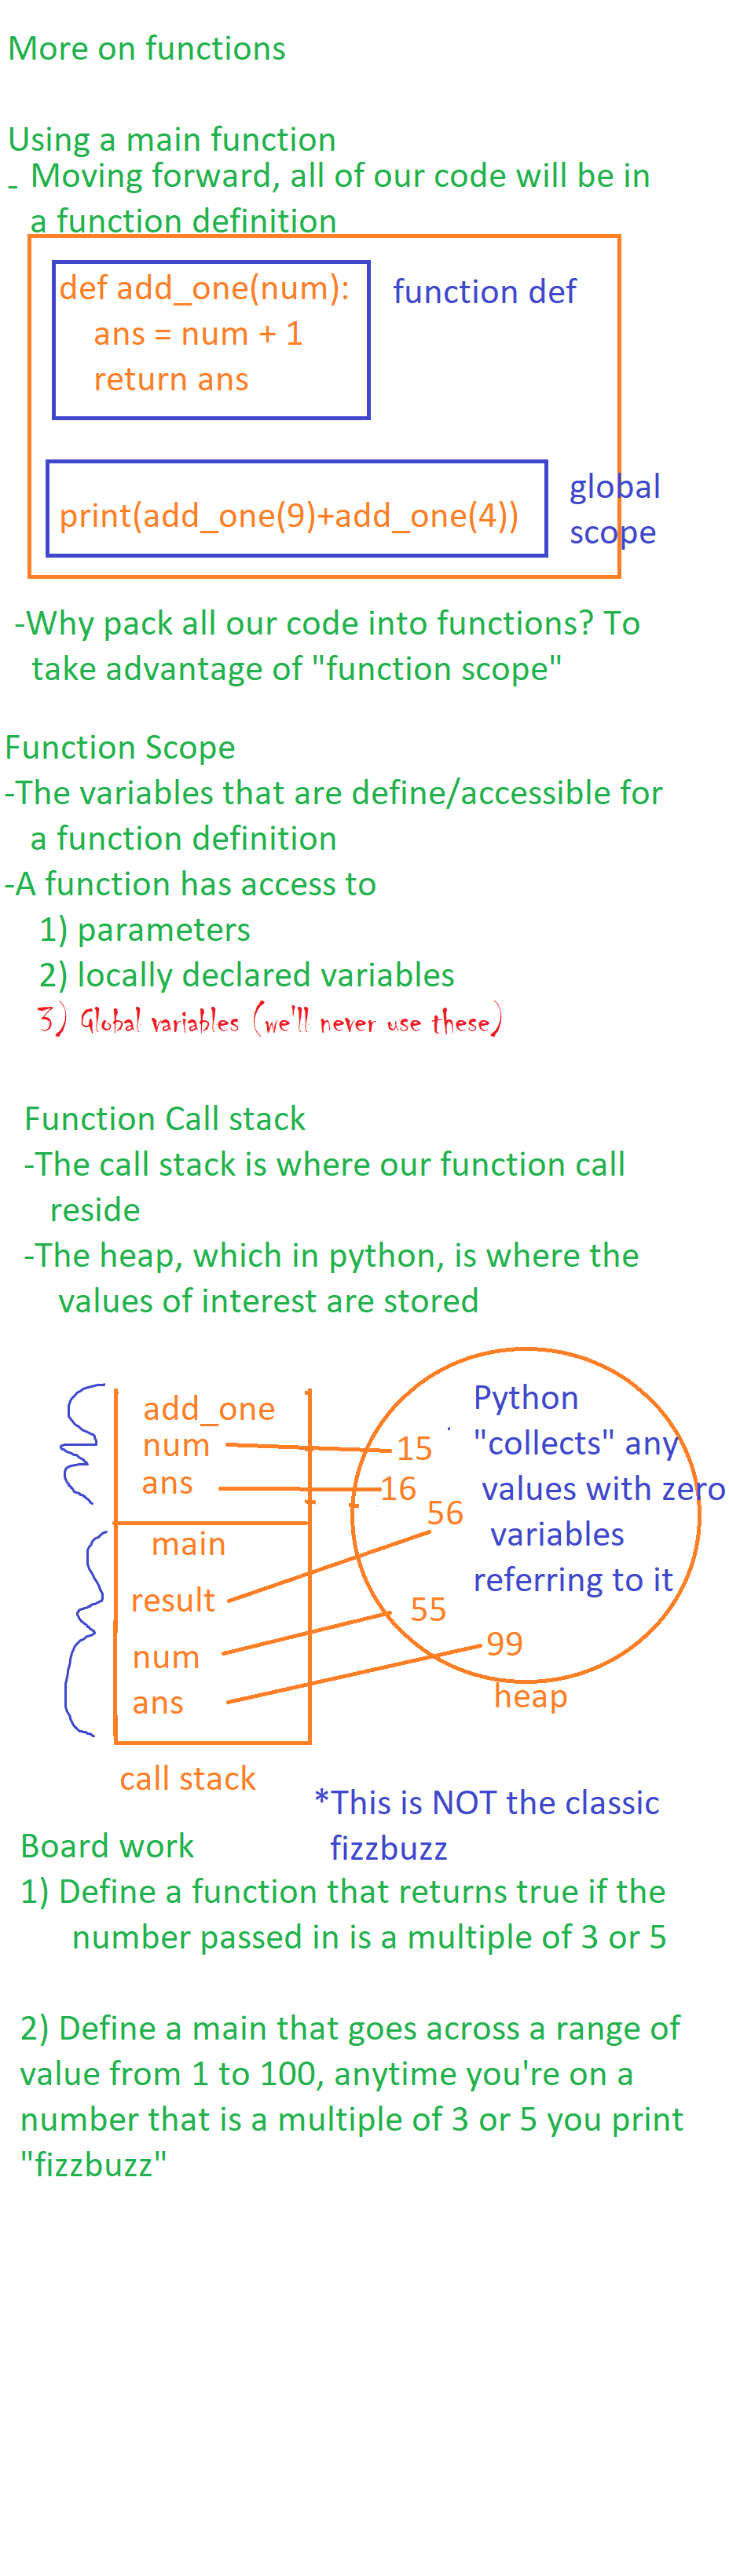 More on functions
Using a main function
- Moving forward, all of our code will be in
a function definition
def add_one(num):
function def
ans = num + 1
return ans
print(add_one(9)+add_one(4))
global
scope
-Why pack all our code into functions? To
take advantage of "function scope"
Function Scope
-The variables that are define/accessible for
a function definition
-A function has access to
1) parameters
2) locally declared variables
3) Global variables (we'll never use these)
Function Call stack
-The call stack is where our function call
reside
-The heap, which in python, is where the
values of interest are stored
add_one
num
ans
main
result
num
ans
call stack
15
16
56
55
99
heap
Python
"collects" any
values with zero
variables
referring to it
*This is NOT the classic
fizzbuzz
Board work
1) Define a function that returns true if the
number passed in is a multiple of 3 or 5
2) Define a main that goes across a range of
value from 1 to 100, anytime you're on a
number that is a multiple of 3 or 5 you print
"fizzbuzz"